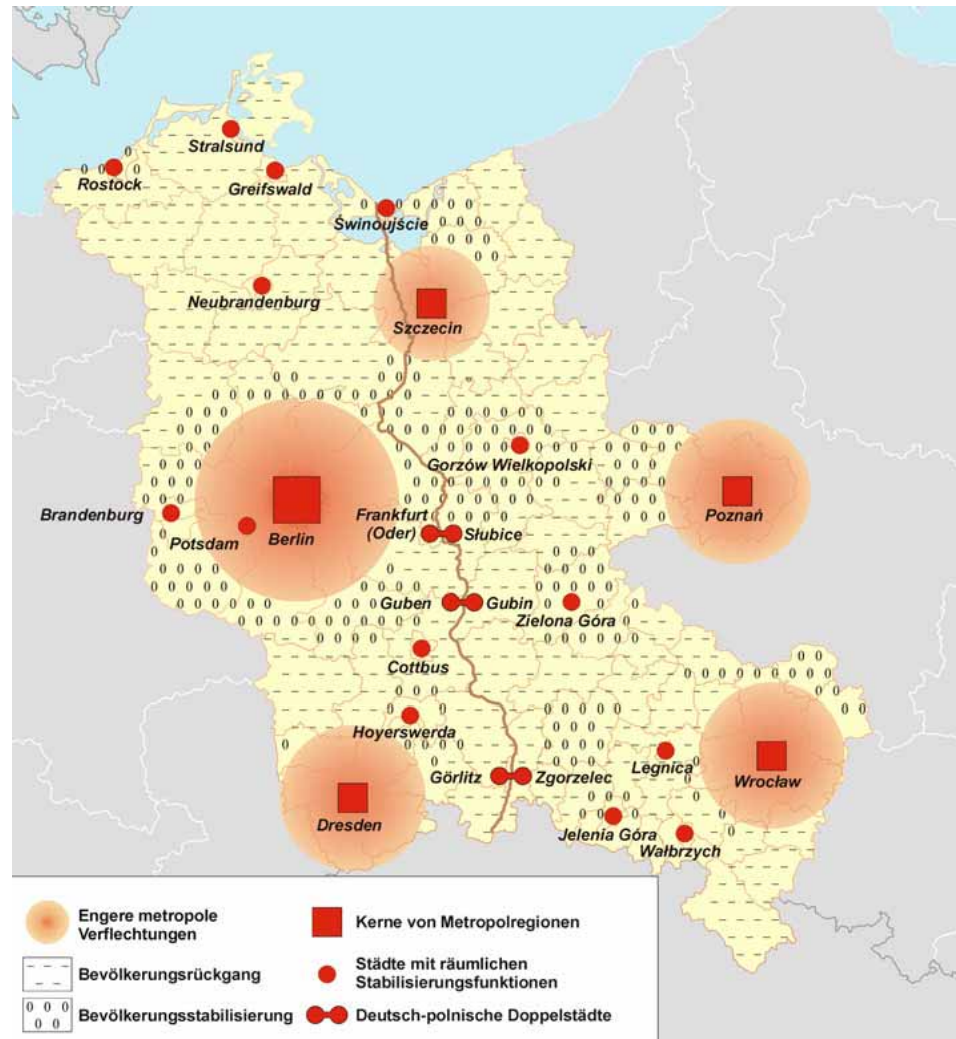 Stralsund
Rostock
Greifswald
Świnoujście
Neubrandenburg
Szczecin
Gorzów Wielkopolski
Brandenburg
Potsdam
Berlin
Frankfurt
(Oder)
Słubice
Poznań
Guben
Gubin
Zielona Góra
Cottbus
Hoyerswerda
Görlitz
Zgorzelec
Legnica
Wrocław
Dresden
Jelenia Góra
Wałbrzych
Engere metropole
Verflechtungen
Bevölkerungsrückgang
Bevölkerungsstabilisierung
Kerne von Metropolregionen
Städte mit räumlichen
Stabilisierungsfunktionen
Deutsch-polnische Doppelstädte